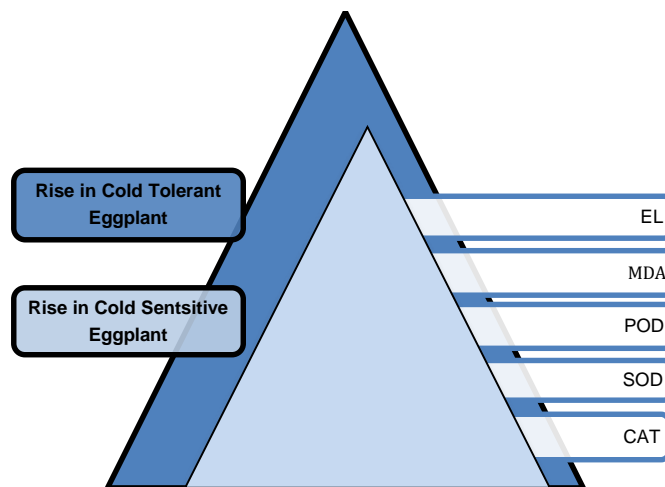 Rise in Cold Tolerant
Eggplant
Rise in Cold Sentsitive
Eggplant
EL
MDA
POD
SOD
CAT